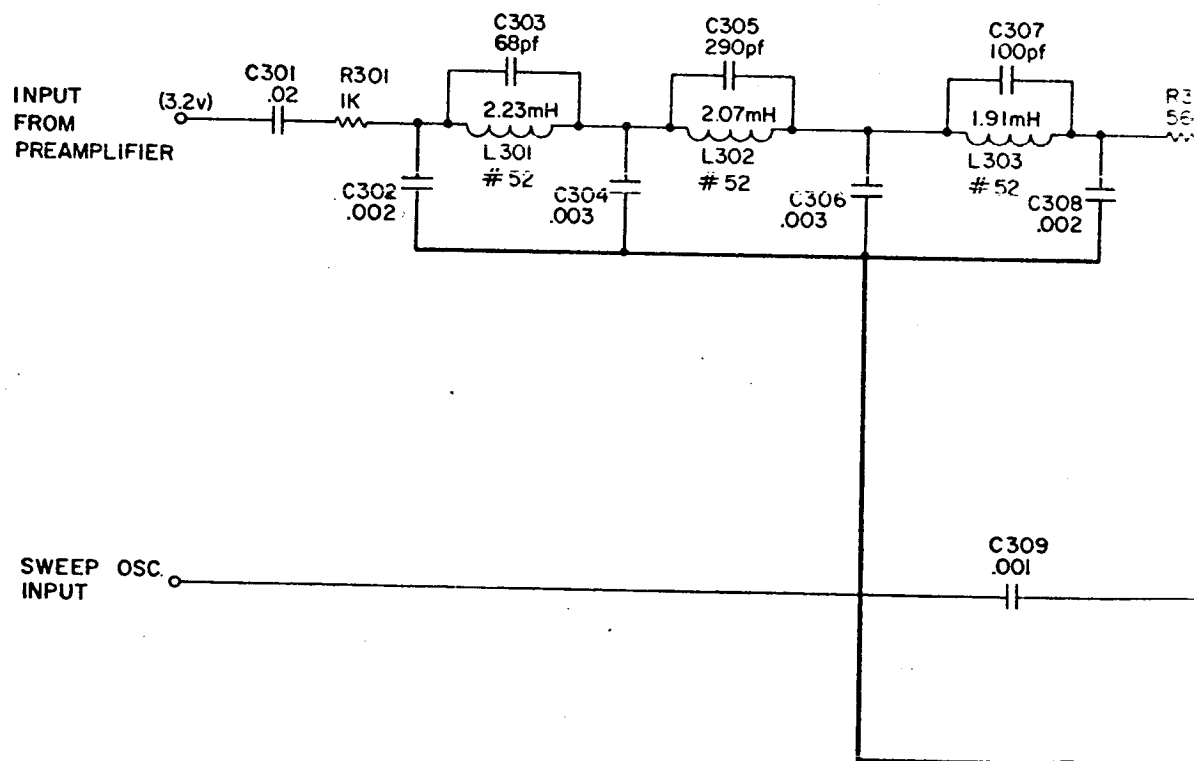 C303
68pf
C305
290pf
C307
100pf
C301
.02
R301
1K
INPUT
FROM
PREAMPLIFIER
(3.2v)
2.23mH
2.07mH
1.91mH
L301
#52
L302
#52
L303
#52
C302
.002
C304
.003
C306
.003
C308
.002
R3
56
SWEEP OSC.
INPUT
C309
.001